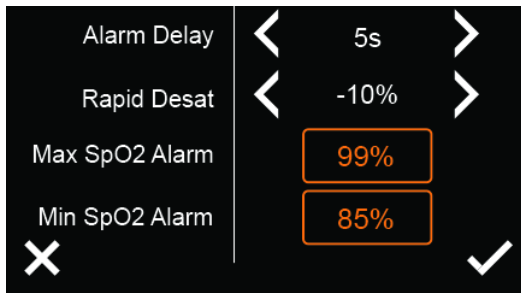 Alarm Delay 5s
Rapid Desat -10%
Max SpO2 Alarm 99%
Min SpO2 Alarm 85%